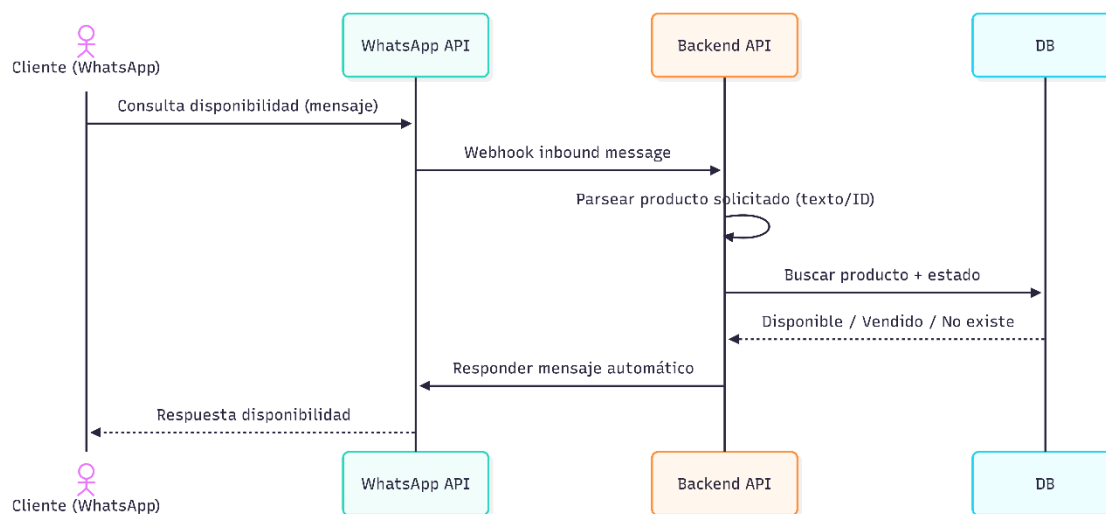 WhatsApp API
Backend API
DB
Cliente (WhatsApp)
Consulta disponibilidad (mensaje)
Webhook inbound message
Parsear producto solicitado (texto/ID)
Buscar producto + estado
Disponible / Vendido / No existe
Responder mensaje automático
Respuesta disponibilidad
WhatsApp API
Backend API
DB
Cliente (WhatsApp)